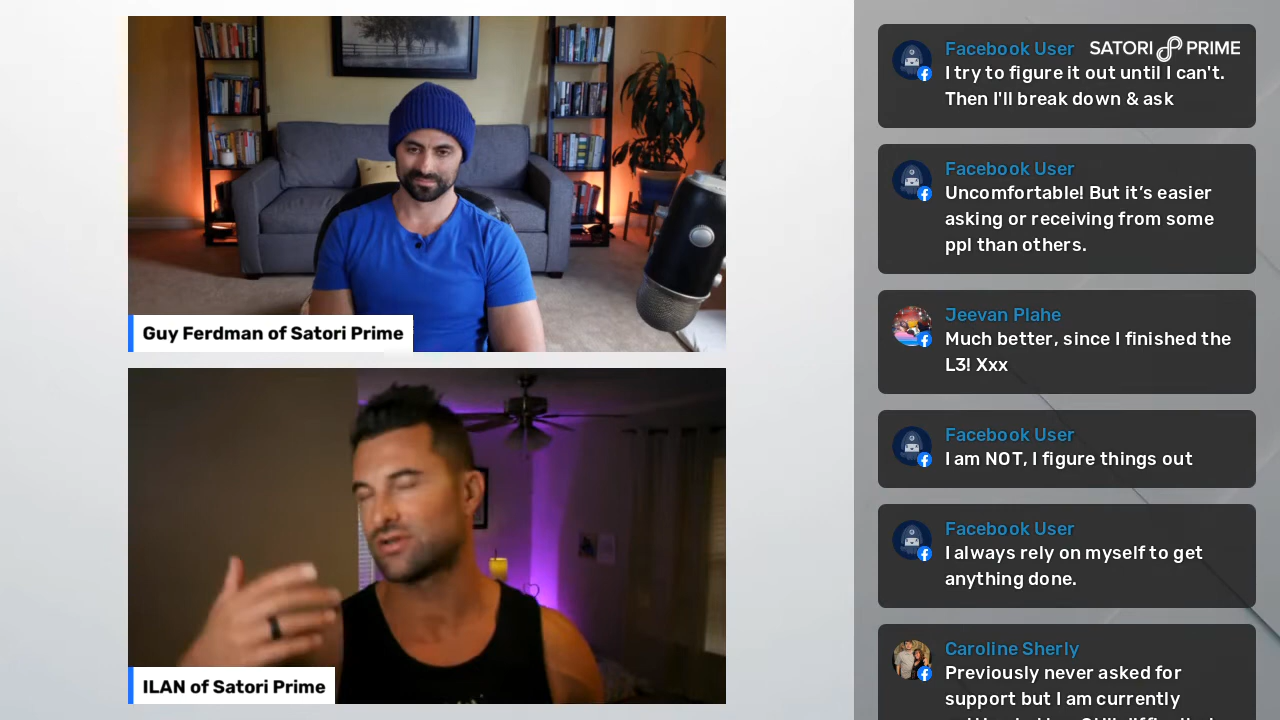 Guy Ferdman of Satori Prime
ILAN of Satori Prime
SATORI PRIME
Facebook User
I try to figure it out until I can't.
Then I'll break down & ask
Facebook User
Uncomfortable! But it’s easier
asking or receiving from some
ppl than others.
Jeevan Plahe
Much better, since I finished the
L3! Xxx
Facebook User
I am NOT, I figure things out
Facebook User
I always rely on myself to get
anything done.
Caroline Sherly
Previously never asked for
support but I am currently